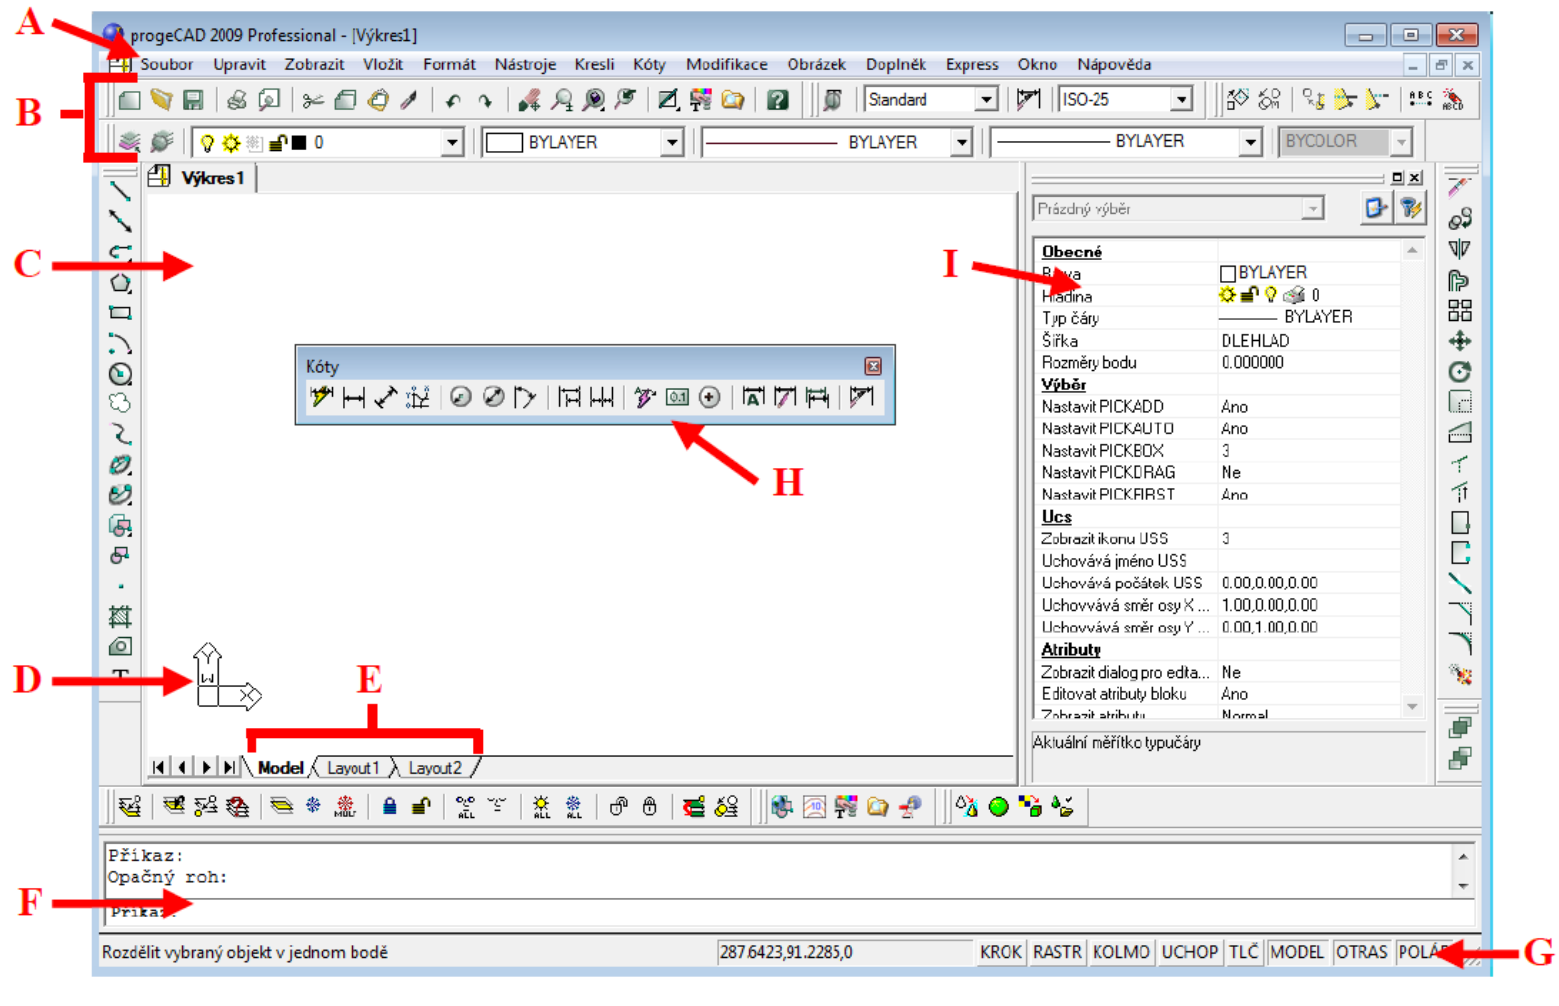 A
progeCAD 2009 Professional - [Výkres1]
Soubor Upravit Zobrazit Vložit Formát Nástroje Kresli Kóty Modifikace Obrázek Doplněk Express Okno Nápověda
B
Standard
ISO-25
0
BYLAYER
BYLAYER
BYLAYER
BYCOLOR
Výkres1
Prázdný výběr
C
I
Obecné
BYLAYER
Hladina 0
Typ čáry BYLAYER
Šířka DLEHLAD
Rozměry bodu 0.000000
Výběr
Nastavit PICKADD Ano
Nastavit PICKAUTO Ano
Nastavit PICKBOX 3
Nastavit PICKDRAG Ne
Nastavit PICKFIRST Ano
Ucs
Zobrazit ikonu USS 3
Uchovává jméno USS
Uchovává počátek USS 0.00,0.00,0.00
Uchovvává směr osy X ... 1.00,0.00,0.00
Uchovvává směr osy Y ... 0.00,1.00,0.00
Atributy
Zobrazit dialog pro edita... Ne
Editovat atributy bloku Ano
Zobrazit atributy Normal
Aktuální měřítko typučáry
Kóty
H
D
Y
W
X
E
Model Layout1 Layout2
Příkaz:
Opačný roh:
F
Příkaz:
Rozdělit vybraný objekt v jednom bodě 287.6423,91.2285,0 KROK RASTR KOLMO UCHOP TLČ MODEL OTRAS
G